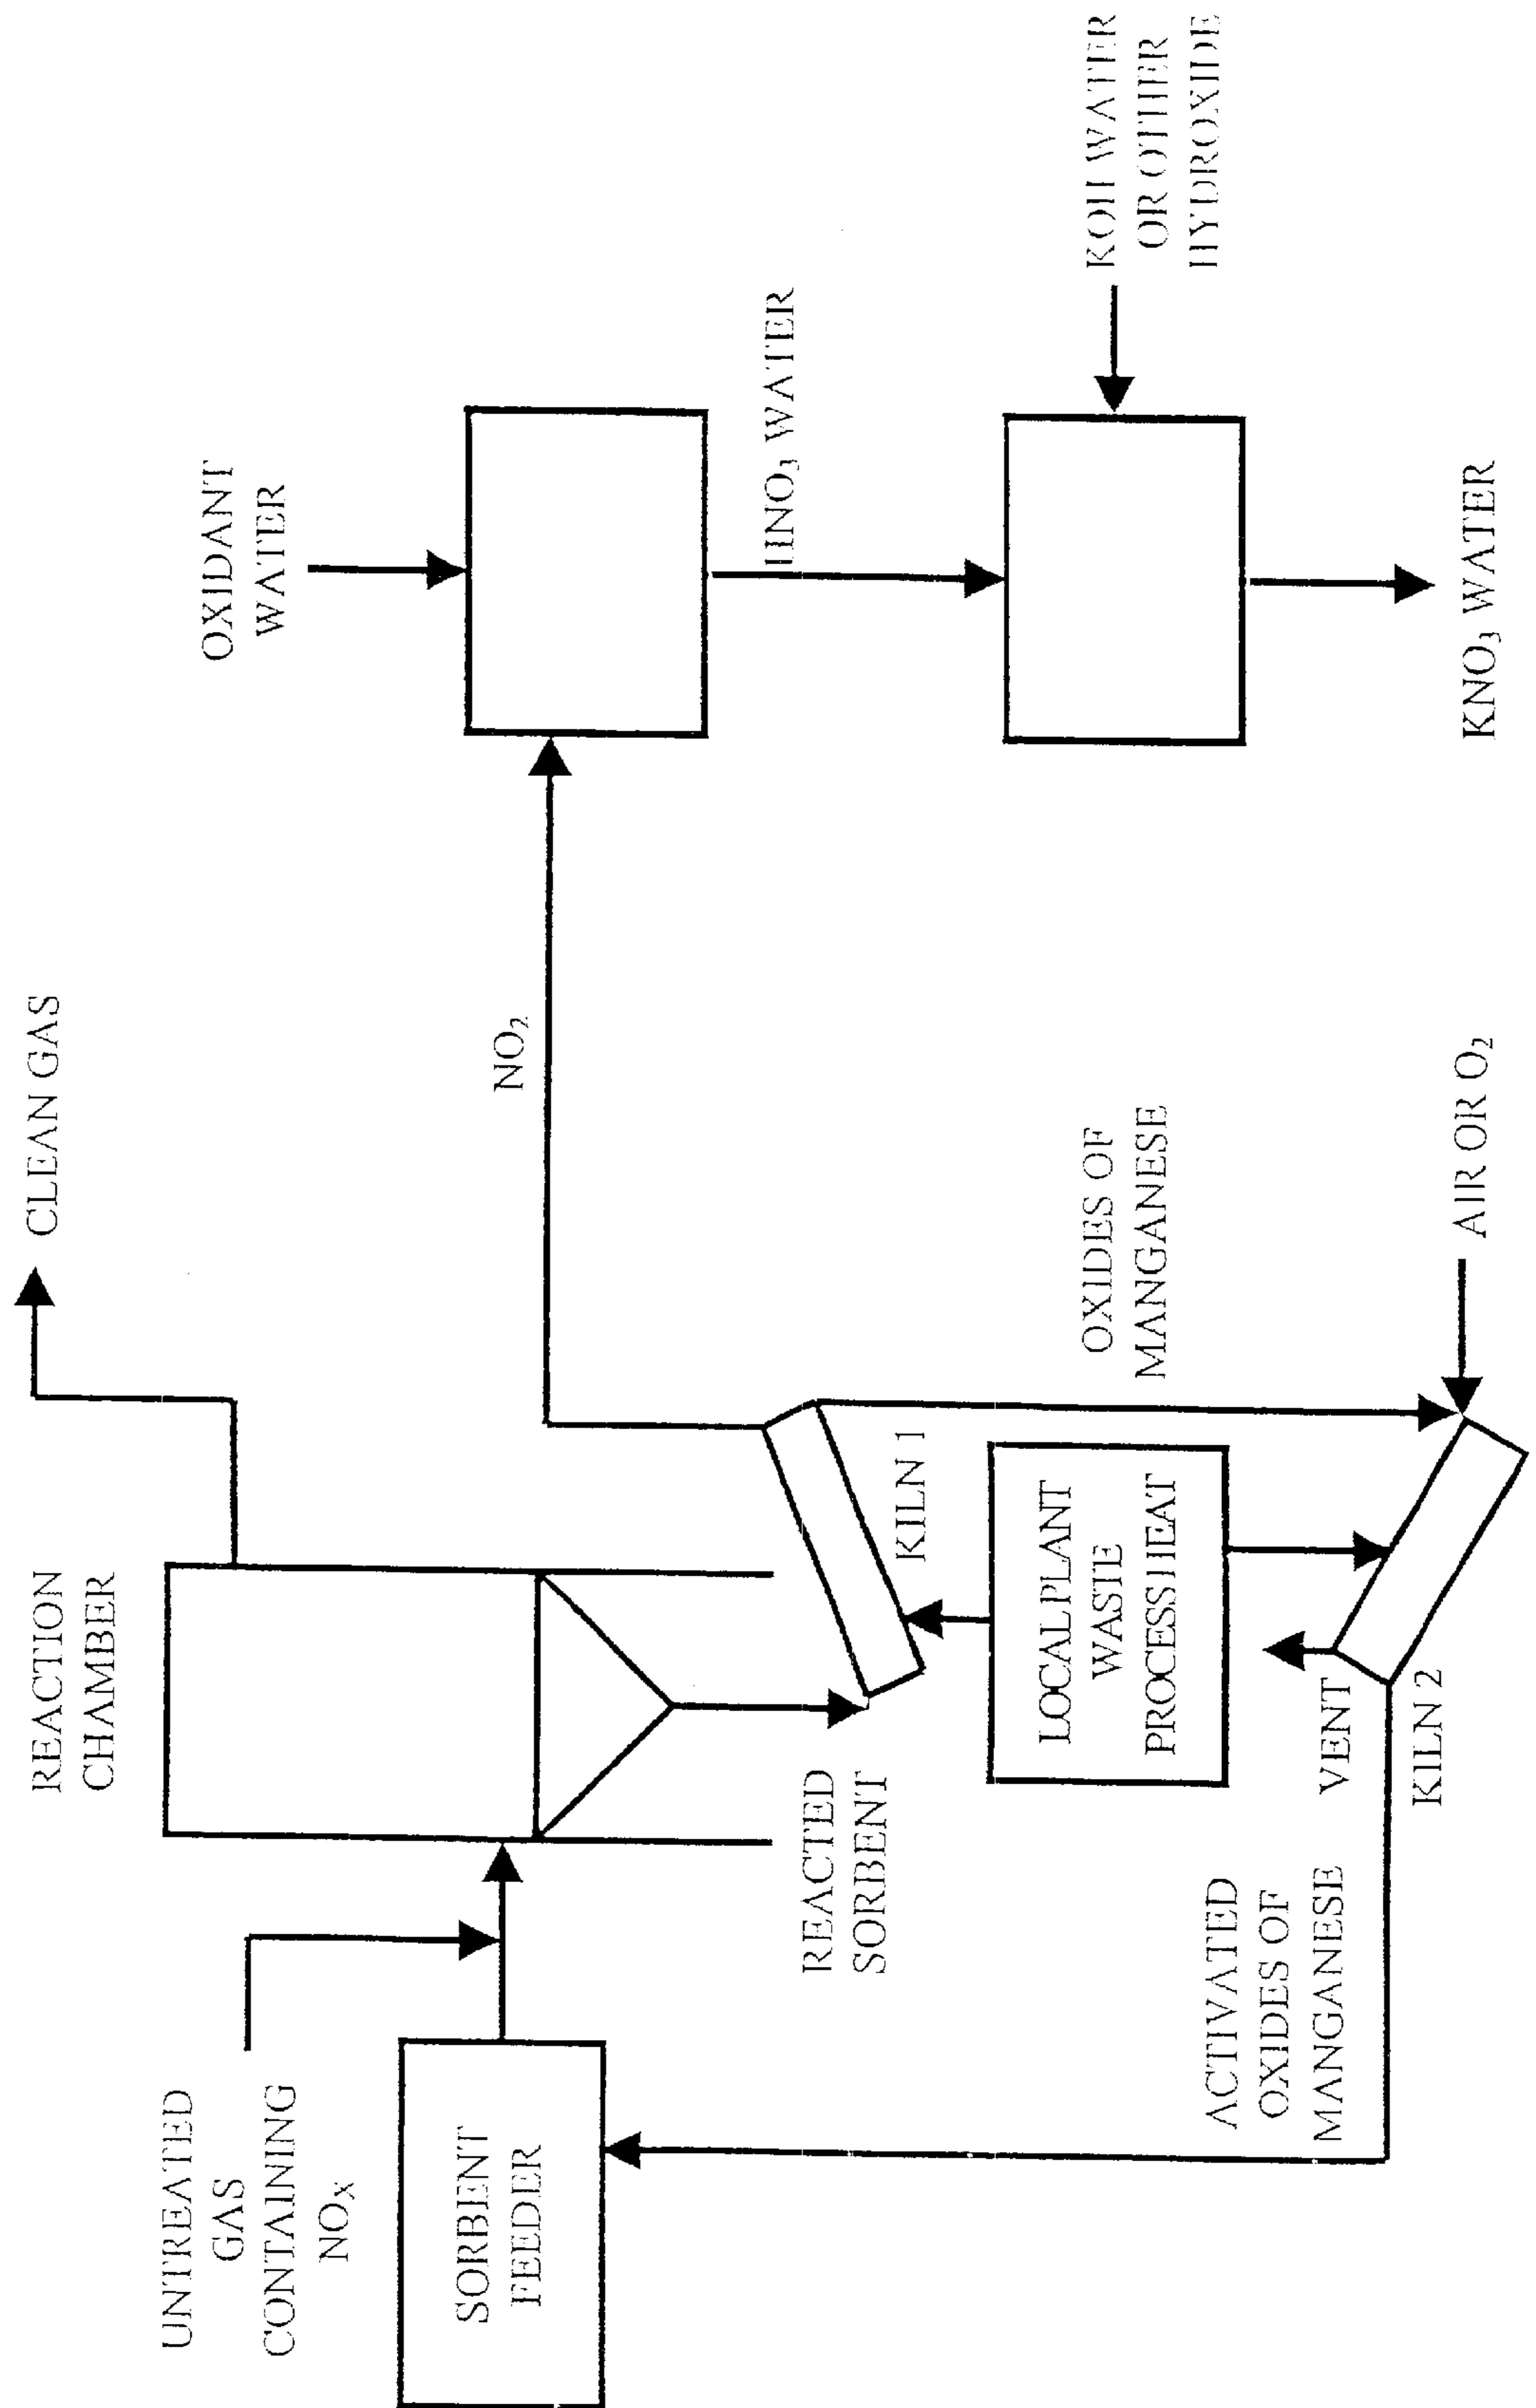 UNTREATED
GAS
CONTAINING
NOX
SORBENT
FEEDER
REACTION
CHAMBER
CLEAN GAS
REACTED
SORBENT
KILN 1
LOCAL PLANT
WASTE
PROCESS HEAT
ACTIVATED
OXIDES OF
MANGANESE
VENT
KILN 2
OXIDES OF
MANGANESE
AIR OR O₂
NO₂
OXIDANT
WATER
HNO₃ WATER
KOH WATER
OR OTHER
HYDROXIDE
KNO₃ WATER